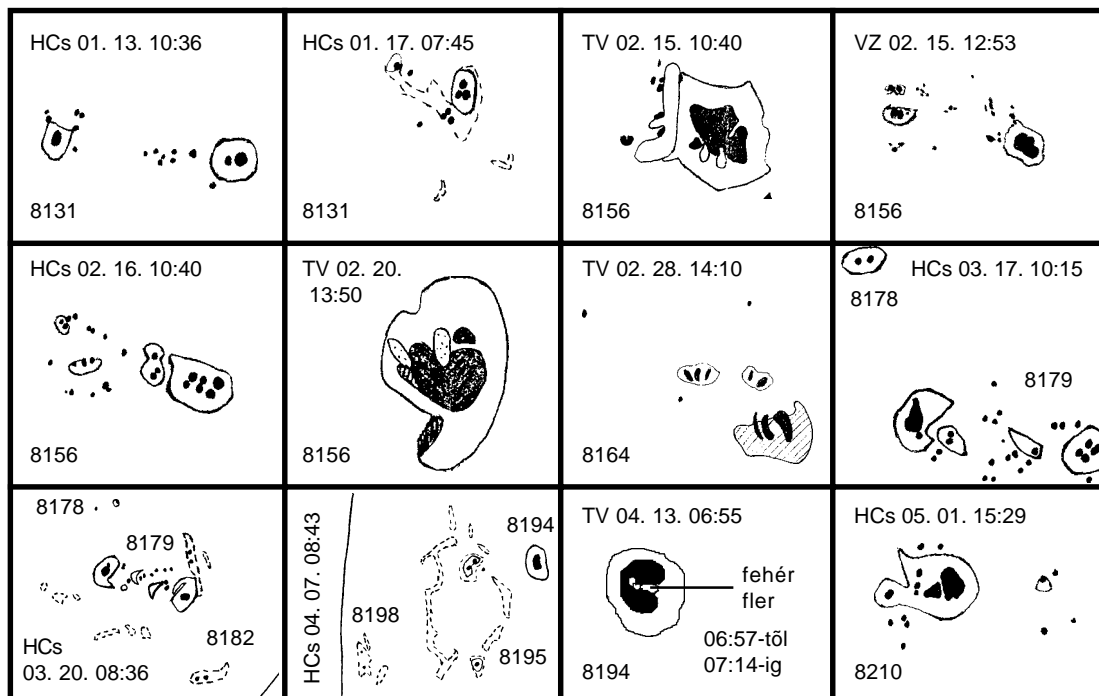 HCs 01. 13. 10:36
8131
HCs 01. 17. 07:45
8131
TV 02. 15. 10:40
8156
VZ 02. 15. 12:53
8156
HCs 02. 16. 10:40
8156
TV 02. 20.
13:50
8156
TV 02. 28. 14:10
8164
HCs 03. 17. 10:15
8178
8179
8178
8179
8182
HCs
03. 20. 08:36
HCs 04. 07. 08:43
8194
8198
8195
TV 04. 13. 06:55
fehér
fler
06:57-tõl
07:14-ig
8194
HCs 05. 01. 15:29
8210